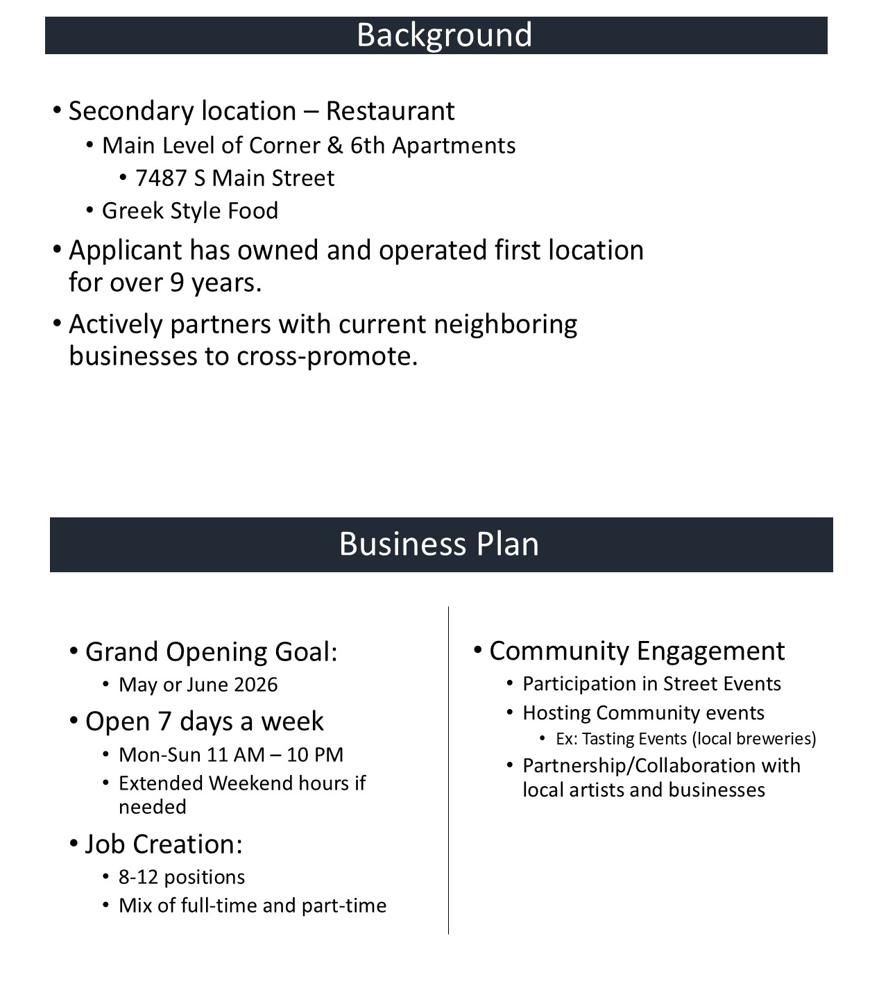 Background
• Secondary location – Restaurant
• Main Level of Corner & 6th Apartments
• 7487 S Main Street
• Greek Style Food
• Applicant has owned and operated first location
for over 9 years.
• Actively partners with current neighboring
businesses to cross-promote.
Business Plan
• Grand Opening Goal:
• May or June 2026
• Open 7 days a week
• Mon-Sun 11 AM – 10 PM
• Extended Weekend hours if
needed
• Job Creation:
• 8-12 positions
• Mix of full-time and part-time
• Community Engagement
• Participation in Street Events
• Hosting Community events
• Ex: Tasting Events (local breweries)
• Partnership/Collaboration with
local artists and businesses